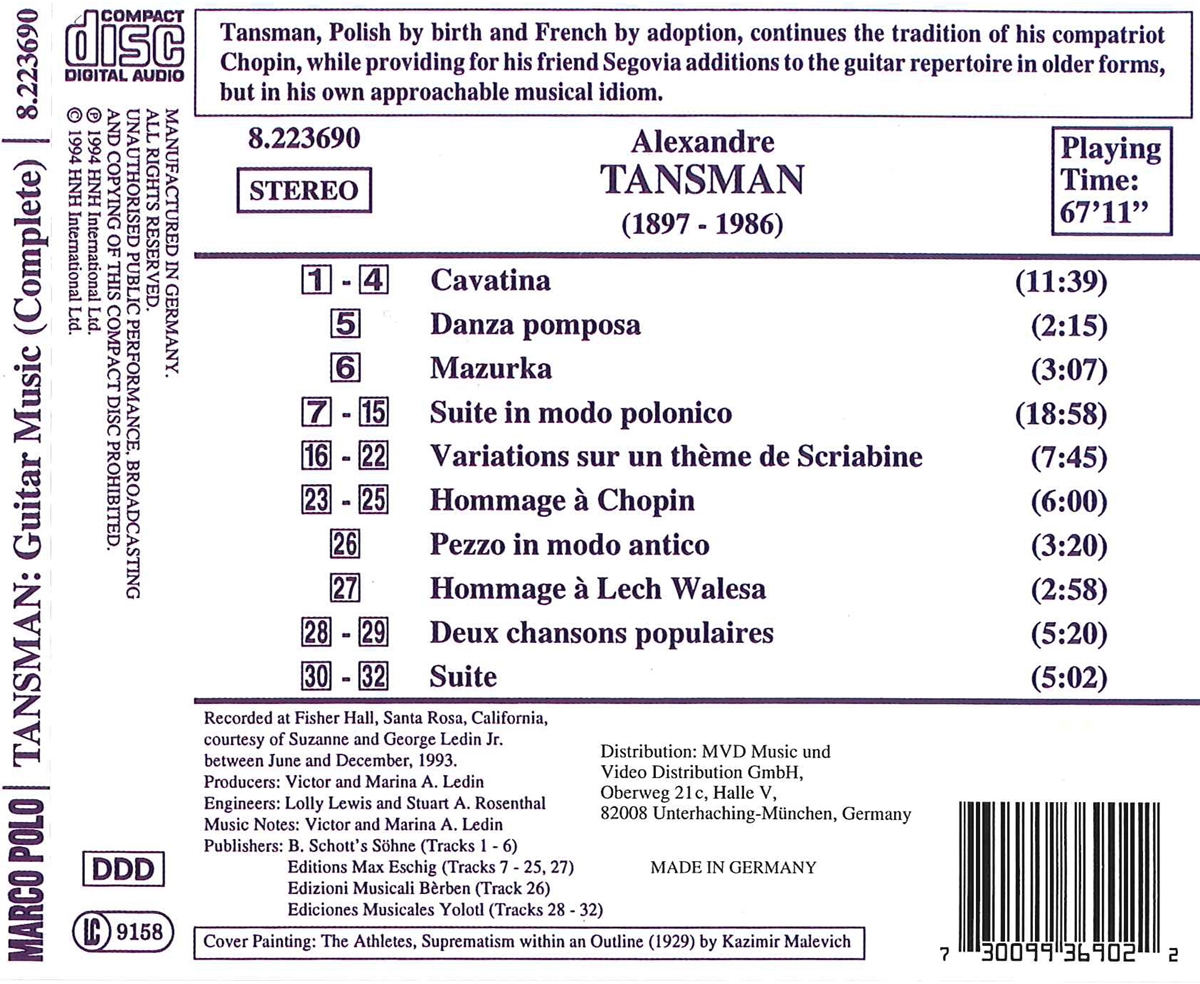 MARCO POLO | TANSMAN: Guitar Music (Complete) | 8.223690
COMPACT
disc
DIGITAL AUDIO
MANUFACTURED IN GERMANY.
ALL RIGHTS RESERVED.
UNAUTHORISED PUBLIC PERFORMANCE, BROADCASTING
AND COPYING OF THIS COMPACT DISC PROHIBITED.
℗ 1994 HNH International Ltd.
© 1994 HNH International Ltd.
DDD
LC 9158
Tansman, Polish by birth and French by adoption, continues the tradition of his compatriot
Chopin, while providing for his friend Segovia additions to the guitar repertoire in older forms,
but in his own approachable musical idiom.
8.223690
STEREO
Alexandre
TANSMAN
(1897 - 1986)
Playing
Time:
67'11”
1 - 4 Cavatina (11:39)
5 Danza pomposa (2:15)
6 Mazurka (3:07)
7 - 15 Suite in modo polonico (18:58)
16 - 22 Variations sur un thème de Scriabine (7:45)
23 - 25 Hommage à Chopin (6:00)
26 Pezzo in modo antico (3:20)
27 Hommage à Lech Walesa (2:58)
28 - 29 Deux chansons populaires (5:20)
30 - 32 Suite (5:02)
Recorded at Fisher Hall, Santa Rosa, California,
courtesy of Suzanne and George Ledin Jr.
between June and December, 1993.
Producers: Victor and Marina A. Ledin
Engineers: Lolly Lewis and Stuart A. Rosenthal
Music Notes: Victor and Marina A. Ledin
Publishers: B. Schott's Söhne (Tracks 1 - 6)
Editions Max Eschig (Tracks 7 - 25, 27)
Edizioni Musicali Bèrben (Track 26)
Ediciones Musicales Yolotl (Tracks 28 - 32)
Distribution: MVD Music und
Video Distribution GmbH,
Oberweg 21c, Halle V,
82008 Unterhaching-München, Germany
MADE IN GERMANY
Cover Painting: The Athletes, Suprematism within an Outline (1929) by Kazimir Malevich
7 30099 36902 2